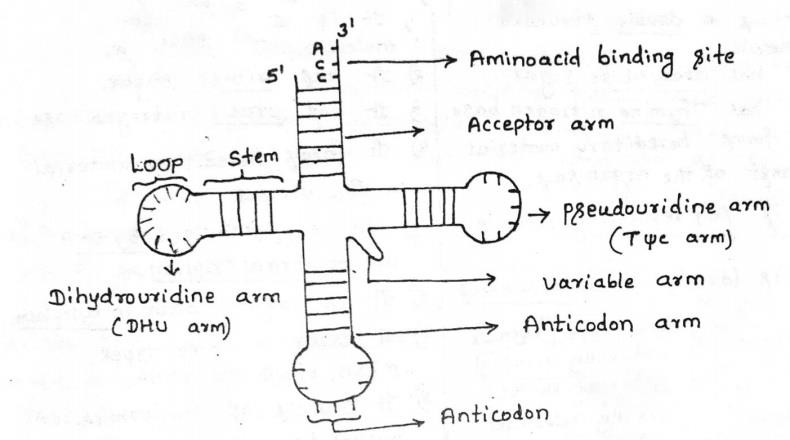 3'
A
C
C
5'
Aminoacid binding site
Acceptor arm
Loop
Stem
Pseudouridine arm
(TΨC arm)
Dihydrouridine arm
(DHU arm)
variable arm
Anticodon arm
Anticodon